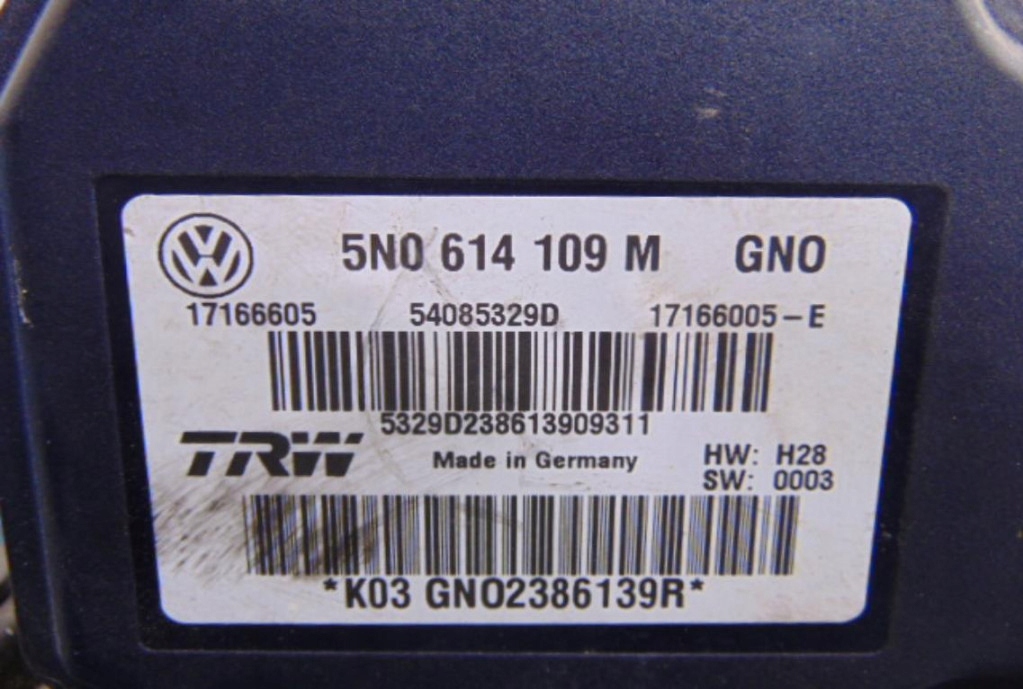 5N0 614 109 M GNO
17166605 54085329D 17166005-E
5329D238613909311
TRW Made in Germany HW: H28
SW: 0003
*K03 GNO2386139R*